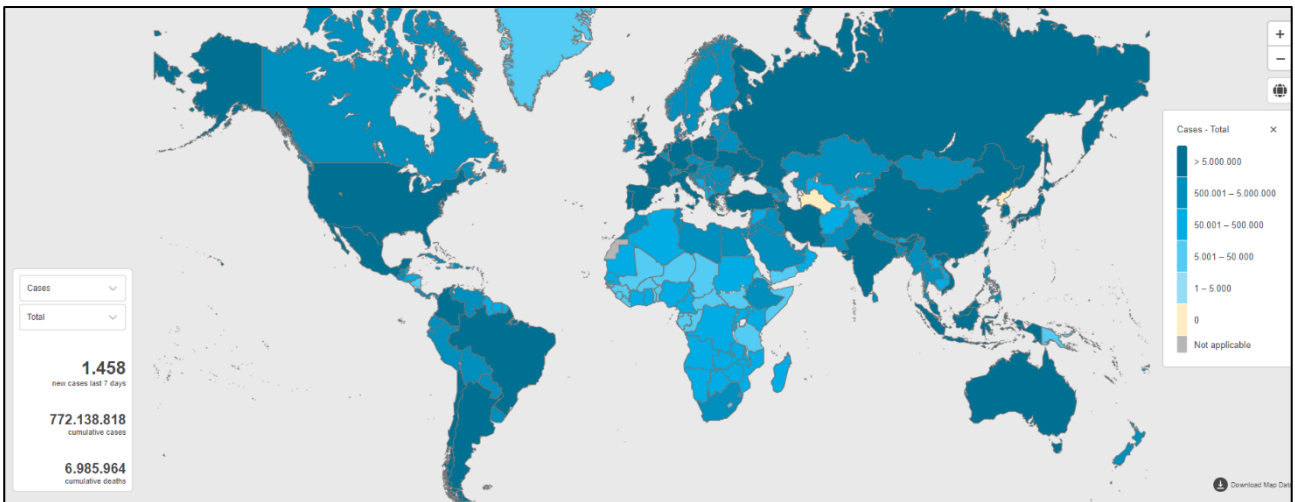 +
−
Cases - Total ×
> 5.000.000
500.001 – 5.000.000
50.001 – 500.000
5.001 – 50.000
1 – 5.000
0
Not applicable
Cases
Total
1.458
new cases last 7 days
772.138.818
cumulative cases
6.985.964
cumulative deaths
Download Map Data